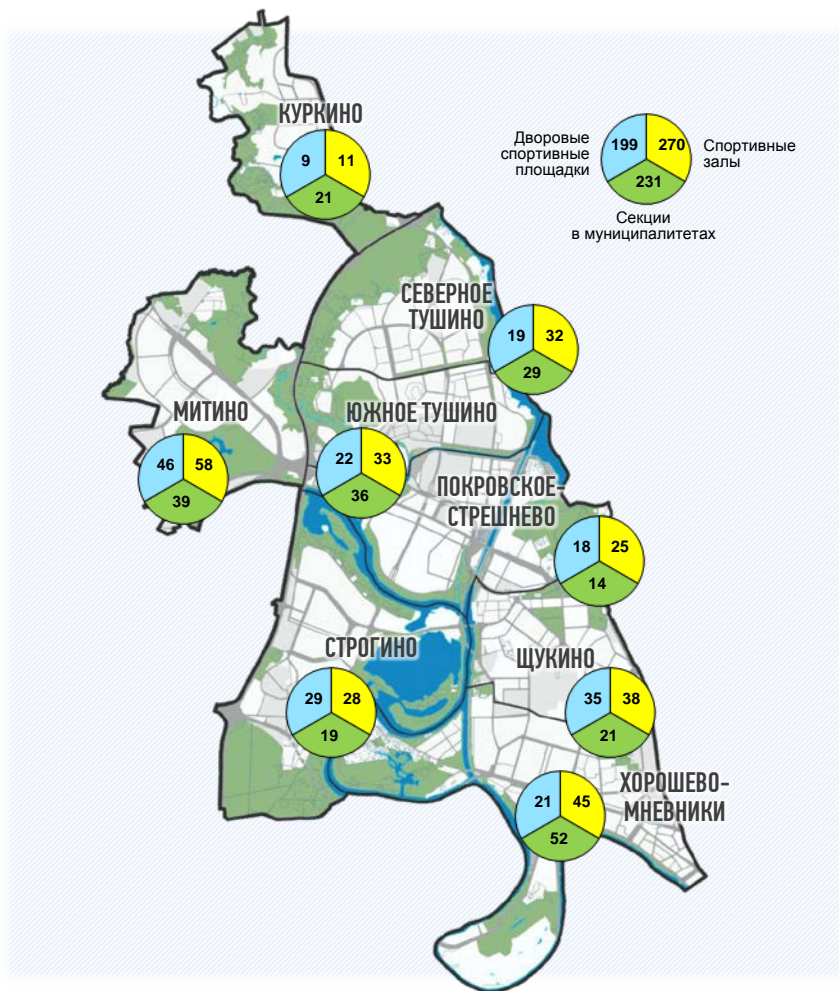 КУРКИНО
9 11
21
Дворовые
спортивные
площадки
199 270
231
Спортивные
залы
Секции
в муниципалитетах
СЕВЕРНОЕ
ТУШИНО
19 32
29
МИТИНО
46 58
39
ЮЖНОЕ ТУШИНО
22 33
36
ПОКРОВСКОЕ-
СТРЕШНЕВО
18 25
14
СТРОГИНО
29 28
19
ЩУКИНО
35 38
21
ХОРОШЕВО-
МНЕВНИКИ
21 45
52